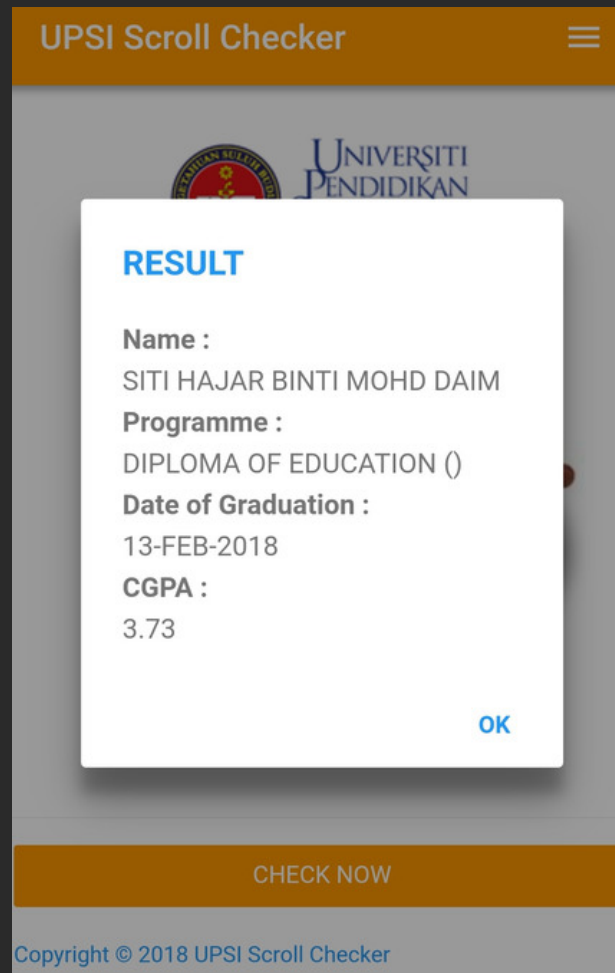 UPSI Scroll Checker
UNIVERSITI
PENDIDIKAN
RESULT
Name :
SITI HAJAR BINTI MOHD DAIM
Programme :
DIPLOMA OF EDUCATION ()
Date of Graduation :
13-FEB-2018
CGPA :
3.73
OK
CHECK NOW
Copyright © 2018 UPSI Scroll Checker